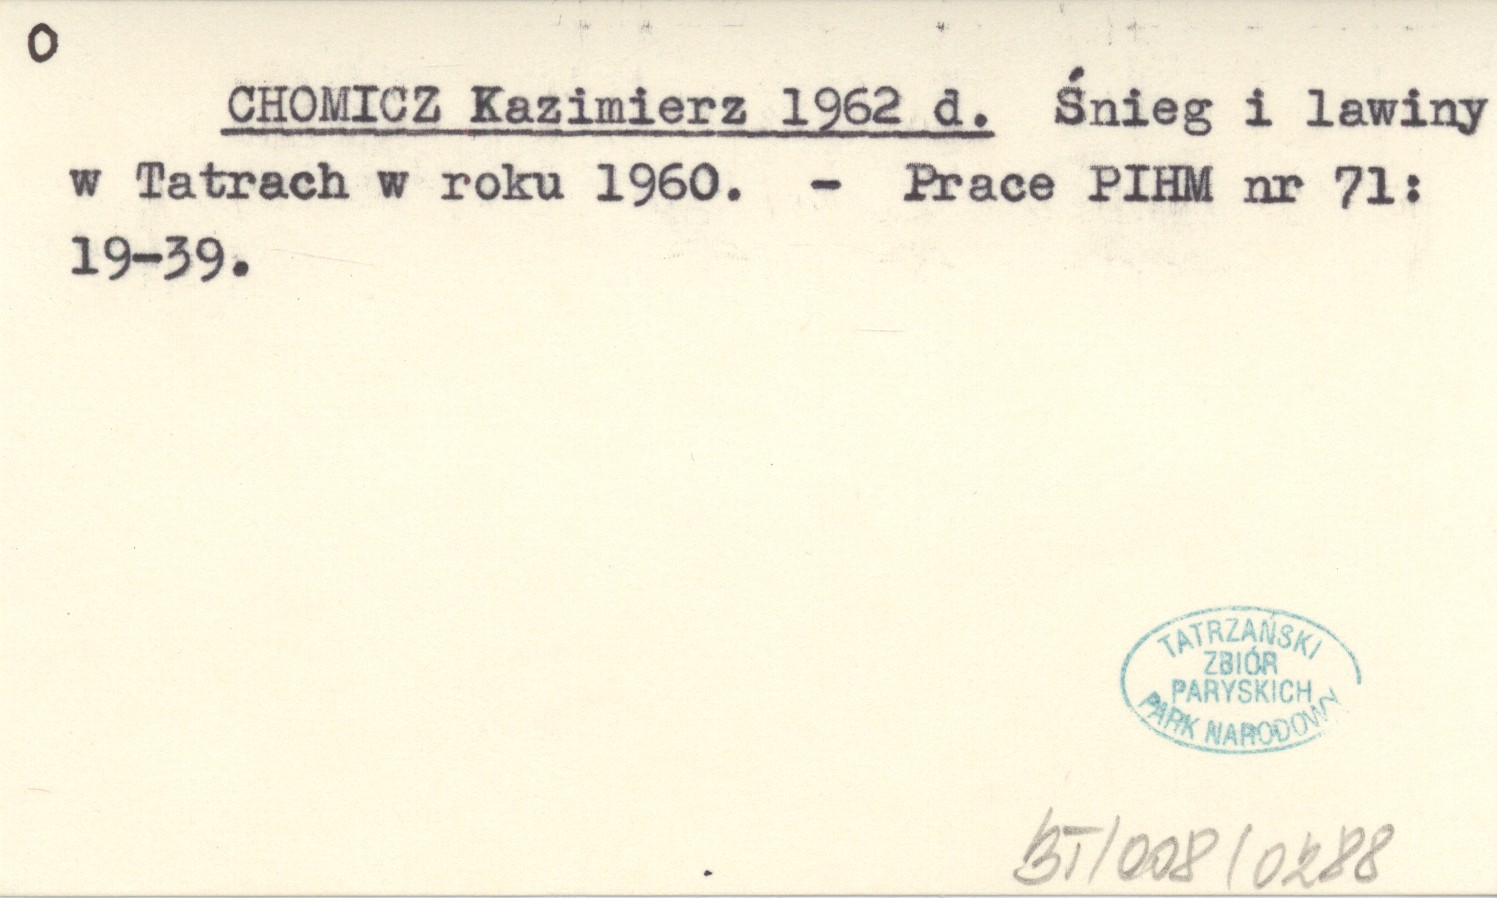 O
CHOMICZ Kazimierz 1962 d. Śnieg i lawiny
w Tatrach w roku 1960. - Prace PIHM nr 71:
19-39.
TATRZAŃSKI
ZBIÓR
PARYSKICH
PARK NARODOWY
BT/008/0288